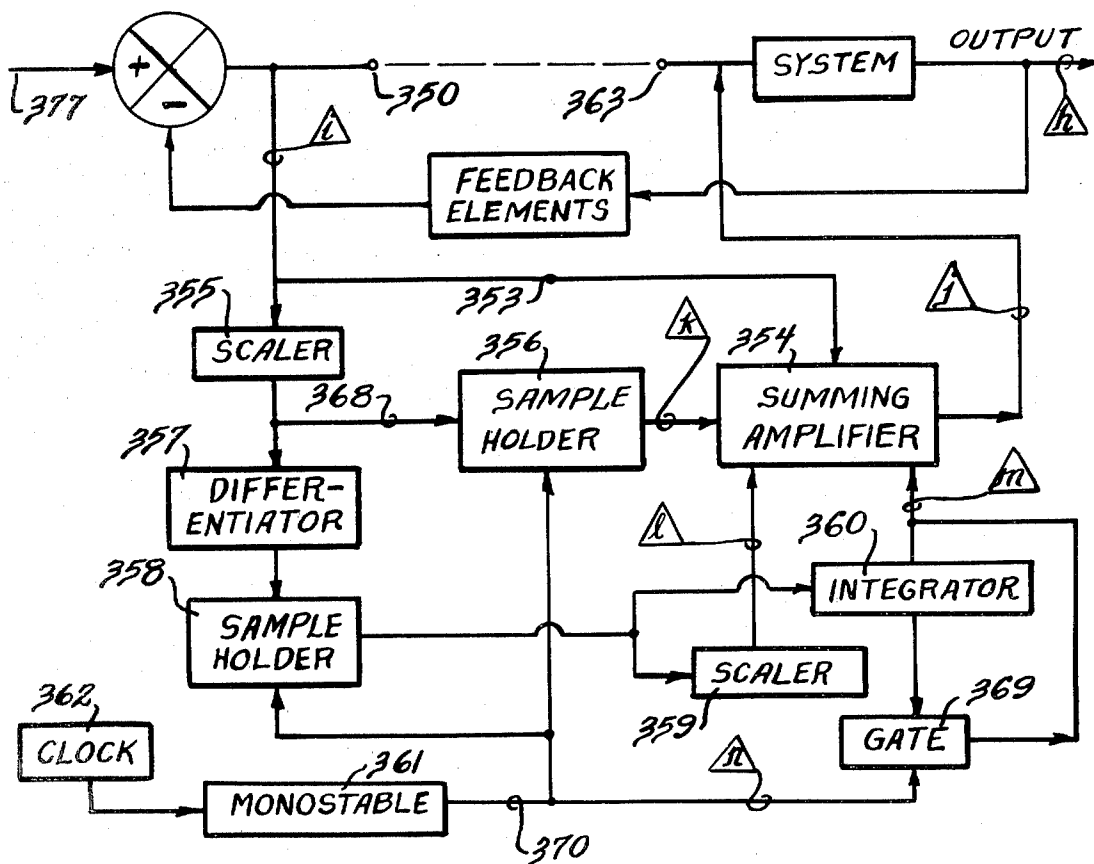 OUTPUT
SYSTEM
+
-
377
350
363
h
i
FEEDBACK
ELEMENTS
353
j
355
SCALER
356
k
354
SAMPLE
HOLDER
SUMMING
AMPLIFIER
368
357
DIFFER-
ENTIATOR
m
l
360
INTEGRATOR
358
SAMPLE
HOLDER
SCALER
359
369
GATE
362
CLOCK
361
MONOSTABLE
n
370